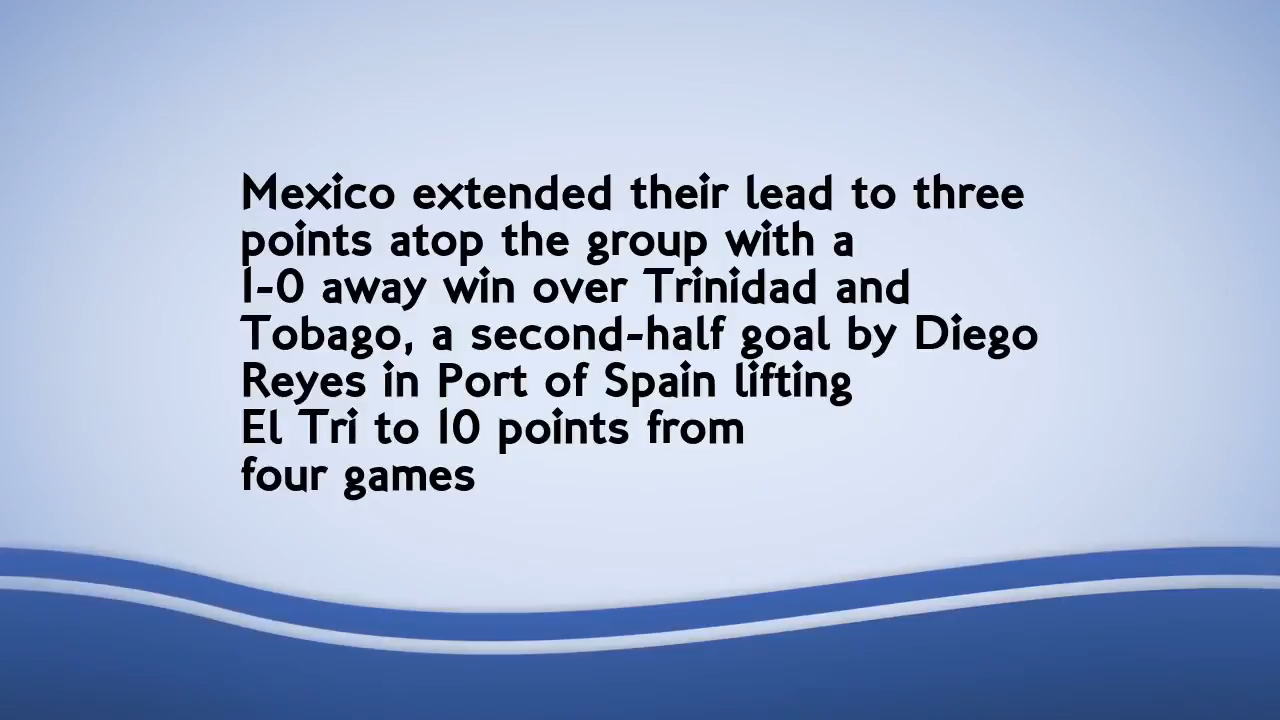 Mexico extended their lead to three
points atop the group with a
1-0 away win over Trinidad and
Tobago, a second-half goal by Diego
Reyes in Port of Spain lifting
El Tri to 10 points from
four games